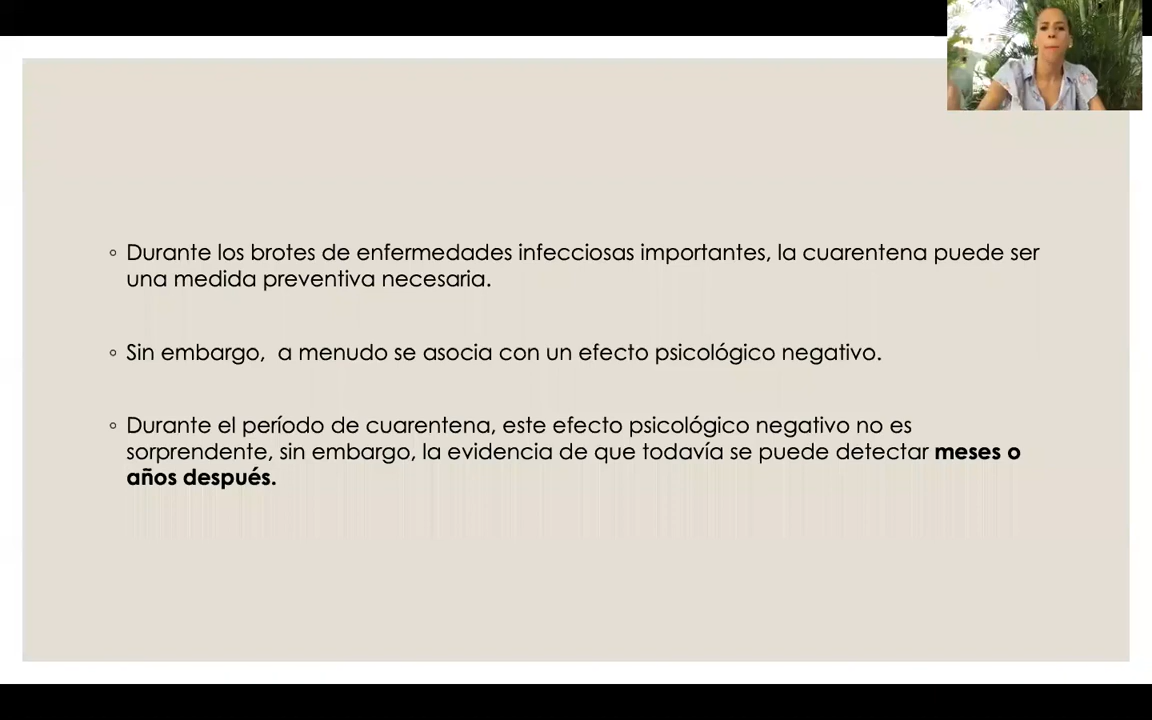 ◦ Durante los brotes de enfermedades infecciosas importantes, la cuarentena puede ser
una medida preventiva necesaria.
◦ Sin embargo,  a menudo se asocia con un efecto psicológico negativo.
◦ Durante el período de cuarentena, este efecto psicológico negativo no es
sorprendente, sin embargo, la evidencia de que todavía se puede detectar meses o
años después.